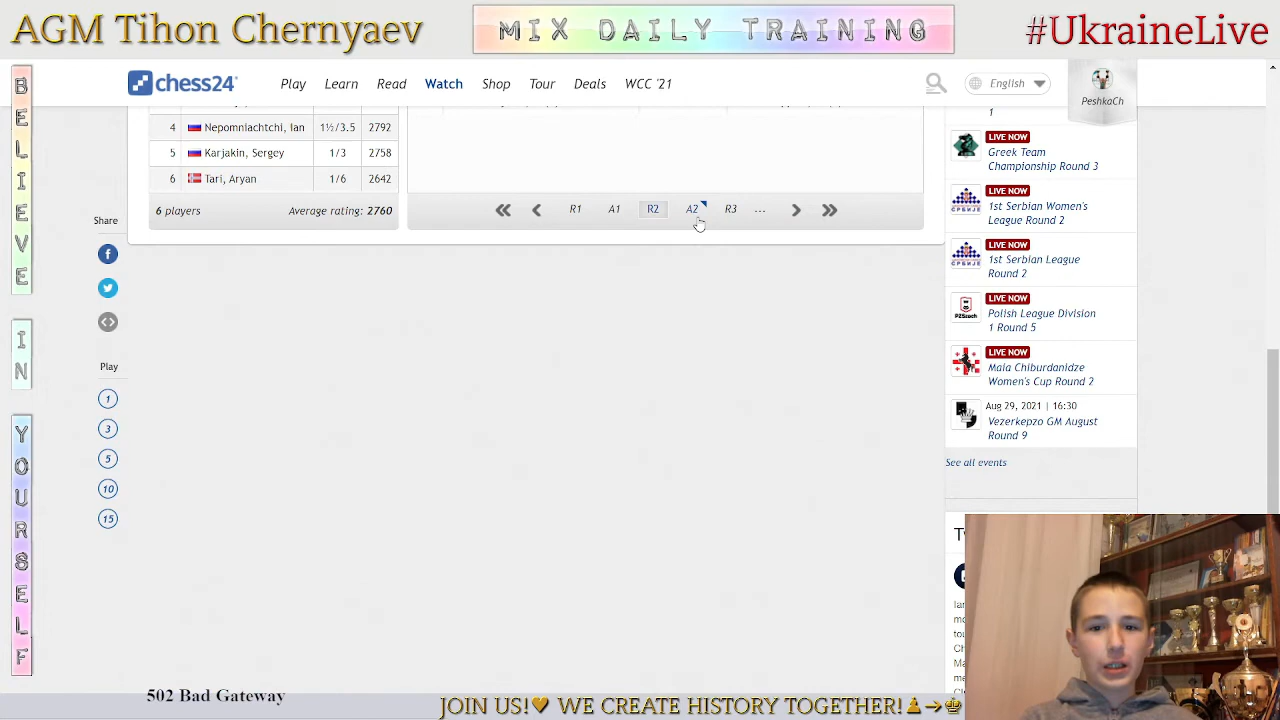 AGM Tihon Chernyaev
MIX DAILY TRAINING
#UkraineLive
BELIEVE
IN
YOURSELF
chess24
Play Learn Read Watch Shop Tour Deals WCC '21
English
PeshkaCh
4 Nepomniachtchi, Ian 1½/3.5 2792
5 Karjakin, Sergey 1/3 2758
6 Tari, Aryan 1/6 2642
6 players Average rating: 2760
R1 A1 R2 A2 R3 ...
Share
Play
1
3
5
10
15
1
LIVE NOW
Greek Team
Championship Round 3
LIVE NOW
1st Serbian Women's
League Round 2
LIVE NOW
1st Serbian League
Round 2
LIVE NOW
Polish League Division
1 Round 5
LIVE NOW
Maia Chiburdanidze
Women's Cup Round 2
Aug 29, 2021 | 16:30
Vezerkepzo GM August
Round 9
See all events
502 Bad Gateway
JOIN US! WE CREATE HISTORY TOGETHER!